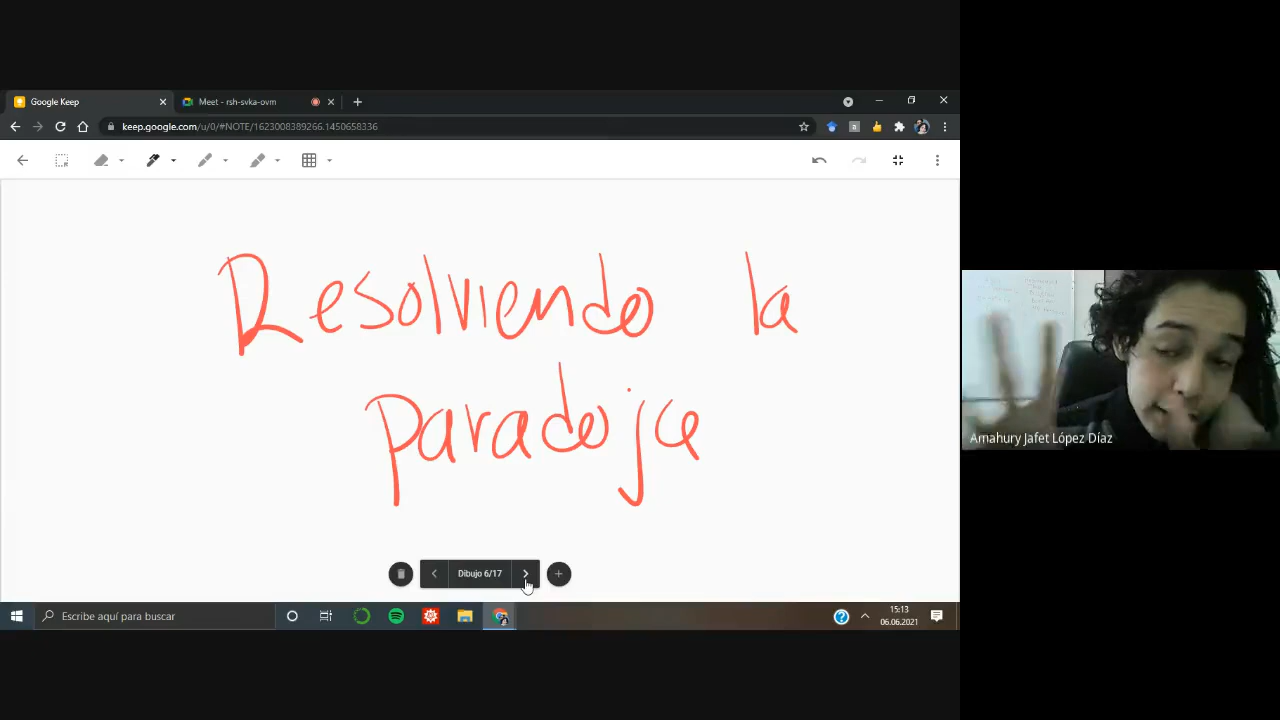 Google Keep
Meet - rsh-svka-ovm
keep.google.com/u/0/#NOTE/1623008389266.1450658336
Resolviendo la
paradoja
Amahury Jafet López Díaz
Dibujo 6/17
Escribe aquí para buscar
15:13
06.06.2021